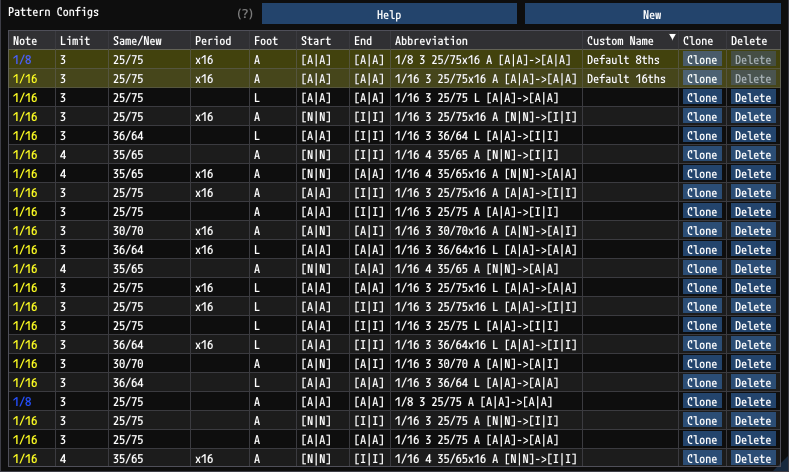 Pattern Configs (?) Help New
Note Limit Same/New Period Foot Start End Abbreviation Custom Name Clone Delete
1/8 3 25/75 x16 A [A|A] [A|A] 1/8 3 25/75x16 A [A|A]->[A|A] Default 8ths Clone Delete
1/16 3 25/75 x16 A [A|A] [A|A] 1/16 3 25/75x16 A [A|A]->[A|A] Default 16ths Clone Delete
1/16 3 25/75 L [A|A] [A|A] 1/16 3 25/75 L [A|A]->[A|A] Clone Delete
1/16 3 25/75 x16 A [N|N] [I|I] 1/16 3 25/75x16 A [N|N]->[I|I] Clone Delete
1/16 3 36/64 L [A|A] [I|I] 1/16 3 36/64 L [A|A]->[I|I] Clone Delete
1/16 4 35/65 A [N|N] [I|I] 1/16 4 35/65 A [N|N]->[I|I] Clone Delete
1/16 4 35/65 x16 A [N|N] [A|A] 1/16 4 35/65x16 A [N|N]->[A|A] Clone Delete
1/16 3 25/75 x16 A [A|A] [I|I] 1/16 3 25/75x16 A [A|A]->[I|I] Clone Delete
1/16 3 25/75 A [A|A] [I|I] 1/16 3 25/75 A [A|A]->[I|I] Clone Delete
1/16 3 30/70 x16 A [A|N] [A|I] 1/16 3 30/70x16 A [A|N]->[A|I] Clone Delete
1/16 3 36/64 x16 L [A|A] [A|A] 1/16 3 36/64x16 L [A|A]->[A|A] Clone Delete
1/16 4 35/65 A [N|N] [A|A] 1/16 4 35/65 A [N|N]->[A|A] Clone Delete
1/16 3 25/75 x16 L [A|A] [A|A] 1/16 3 25/75x16 L [A|A]->[A|A] Clone Delete
1/16 3 25/75 x16 L [A|A] [I|I] 1/16 3 25/75x16 L [A|A]->[I|I] Clone Delete
1/16 3 25/75 L [A|A] [I|I] 1/16 3 25/75 L [A|A]->[I|I] Clone Delete
1/16 3 36/64 x16 L [A|A] [I|I] 1/16 3 36/64x16 L [A|A]->[I|I] Clone Delete
1/16 3 30/70 A [A|N] [A|I] 1/16 3 30/70 A [A|N]->[A|I] Clone Delete
1/16 3 36/64 L [A|A] [A|A] 1/16 3 36/64 L [A|A]->[A|A] Clone Delete
1/8 3 25/75 A [A|A] [A|A] 1/8 3 25/75 A [A|A]->[A|A] Clone Delete
1/16 3 25/75 A [N|N] [I|I] 1/16 3 25/75 A [N|N]->[I|I] Clone Delete
1/16 3 25/75 A [A|A] [A|A] 1/16 3 25/75 A [A|A]->[A|A] Clone Delete
1/16 4 35/65 x16 A [N|N] [I|I] 1/16 4 35/65x16 A [N|N]->[I|I] Clone Delete